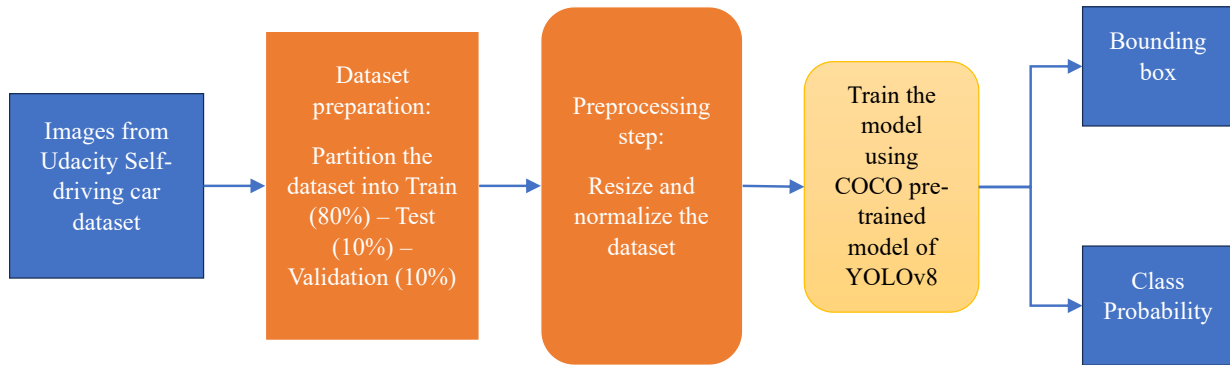 Images from
Udacity Self-
driving car
dataset
Dataset
preparation:
Partition the
dataset into Train
(80%) – Test
(10%) –
Validation (10%)
Preprocessing
step:
Resize and
normalize the
dataset
Train the
model
using
COCO pre-
trained
model of
YOLOv8
Bounding
box
Class
Probability